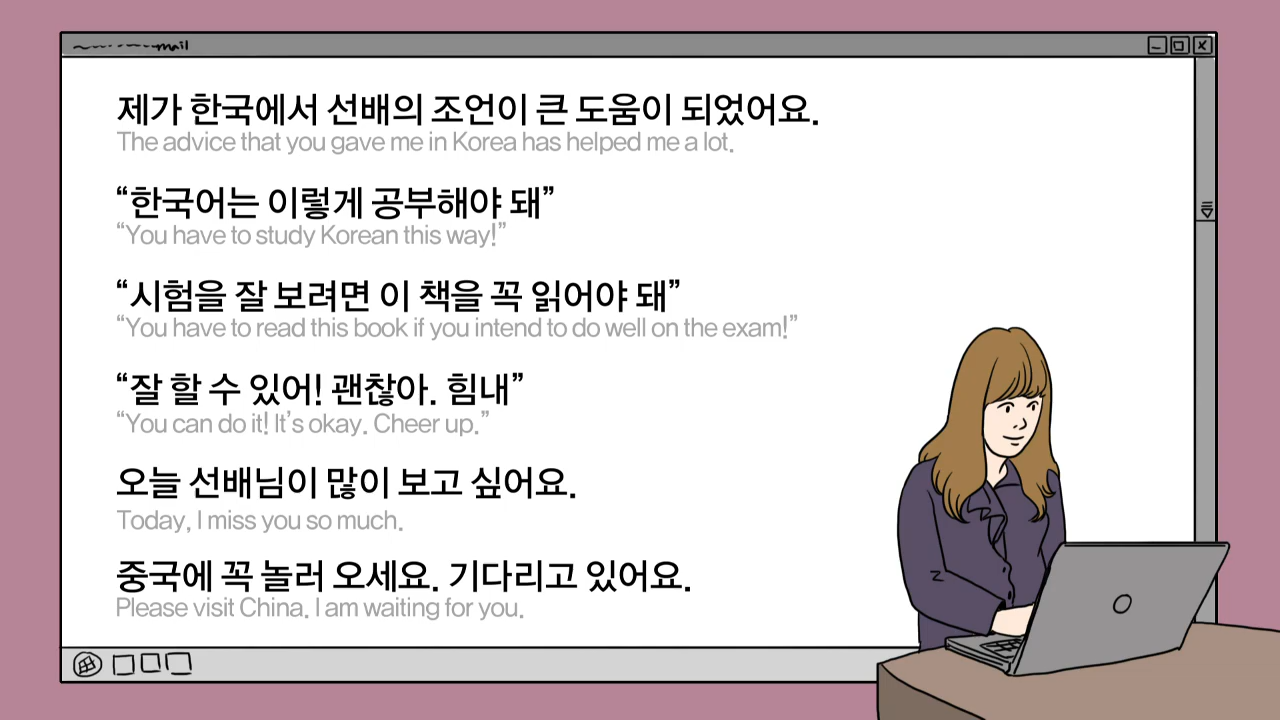 mail
제가 한국에서 선배의 조언이 큰 도움이 되었어요.
The advice that you gave me in Korea has helped me a lot.
“한국어는 이렇게 공부해야 돼”
“You have to study Korean this way!”
“시험을 잘 보려면 이 책을 꼭 읽어야 돼”
“You have to read this book if you intend to do well on the exam!”
“잘 할 수 있어! 괜찮아. 힘내”
“You can do it! It’s okay. Cheer up.”
오늘 선배님이 많이 보고 싶어요.
Today, I miss you so much.
중국에 꼭 놀러 오세요. 기다리고 있어요.
Please visit China. I am waiting for you.